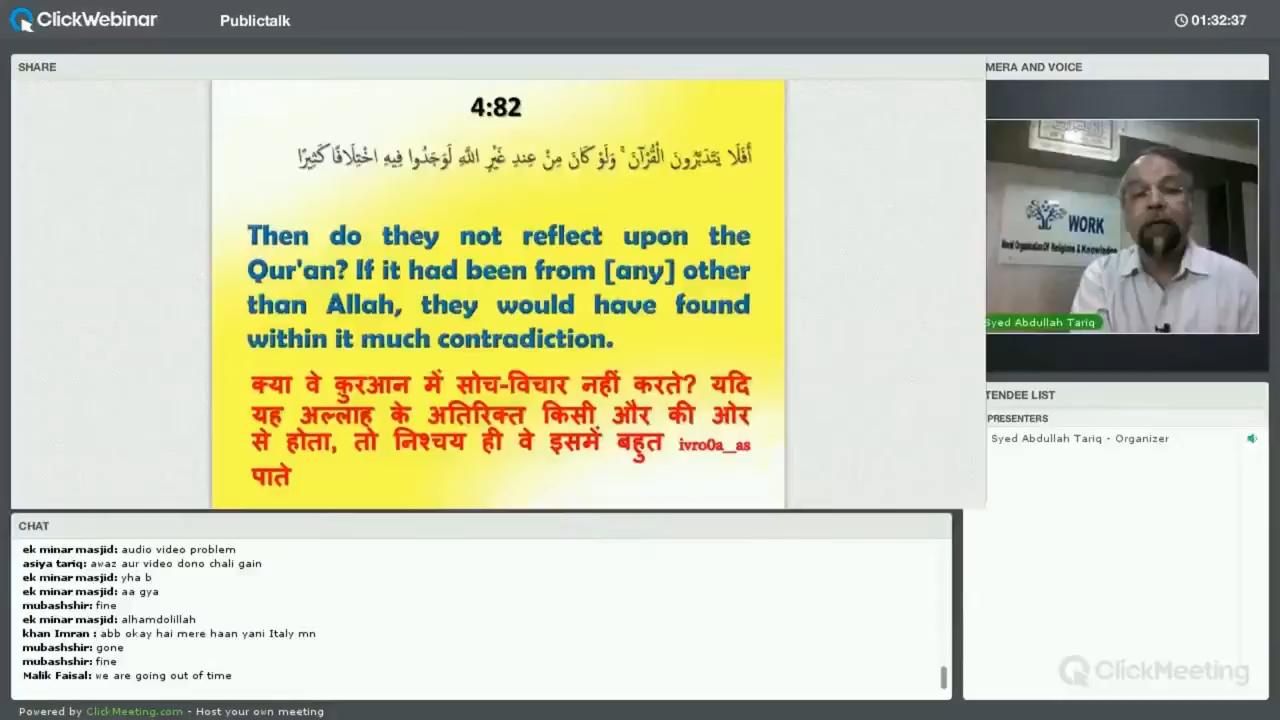 ClickWebinar
Publictalk
01:32:37
SHARE
4:82
أَفَلَا يَتَدَبَّرُونَ الْقُرْآنَ ۚ وَلَوْ كَانَ مِنْ عِندِ غَيْرِ اللَّهِ لَوَجَدُوا فِيهِ اخْتِلَافًا كَثِيرًا
Then do they not reflect upon the
Qur'an? If it had been from [any] other
than Allah, they would have found
within it much contradiction.
क्या वे क़ुरआन में सोच-विचार नहीं करते? यदि
यह अल्लाह के अतिरिक्त किसी और की ओर
से होता, तो निश्चय ही वे इसमें बहुत ivro0a_as
पाते
MERA AND VOICE
WORK
Moral Organisation Of Religions & Knowledge
Syed Abdullah Tariq
TENDEE LIST
PRESENTERS
Syed Abdullah Tariq - Organizer
CHAT
ek minar masjid: audio video problem
asiya tariq: awaz aur video dono chali gain
ek minar masjid: yha b
ek minar masjid: aa gya
mubashshir: fine
ek minar masjid: alhamdolillah
khan Imran : abb okay hai mere haan yani Italy mn
mubashshir: gone
mubashshir: fine
Malik Faisal: we are going out of time
ClickMeeting
Powered by ClickMeeting.com - Host your own meeting